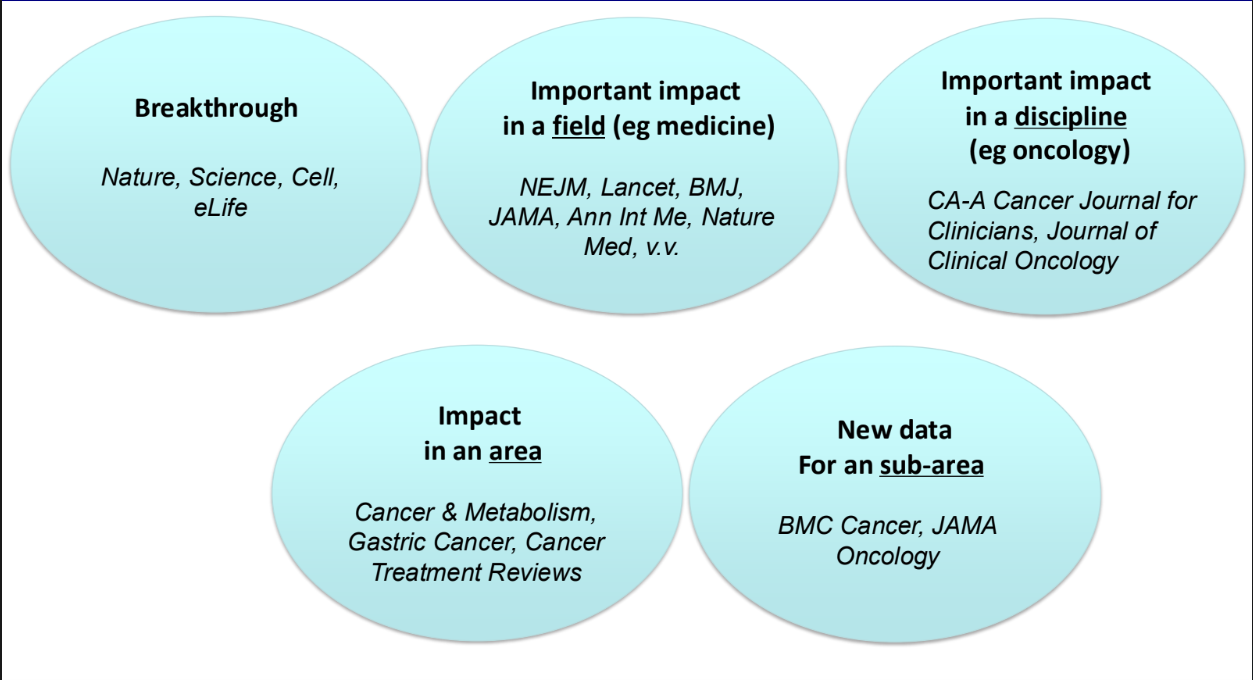 Breakthrough
Nature, Science, Cell,
eLife
Important impact
in a field (eg medicine)
NEJM, Lancet, BMJ,
JAMA, Ann Int Me, Nature
Med, v.v.
Important impact
in a discipline
(eg oncology)
CA-A Cancer Journal for
Clinicians, Journal of
Clinical Oncology
Impact
in an area
Cancer & Metabolism,
Gastric Cancer, Cancer
Treatment Reviews
New data
For an sub-area
BMC Cancer, JAMA
Oncology